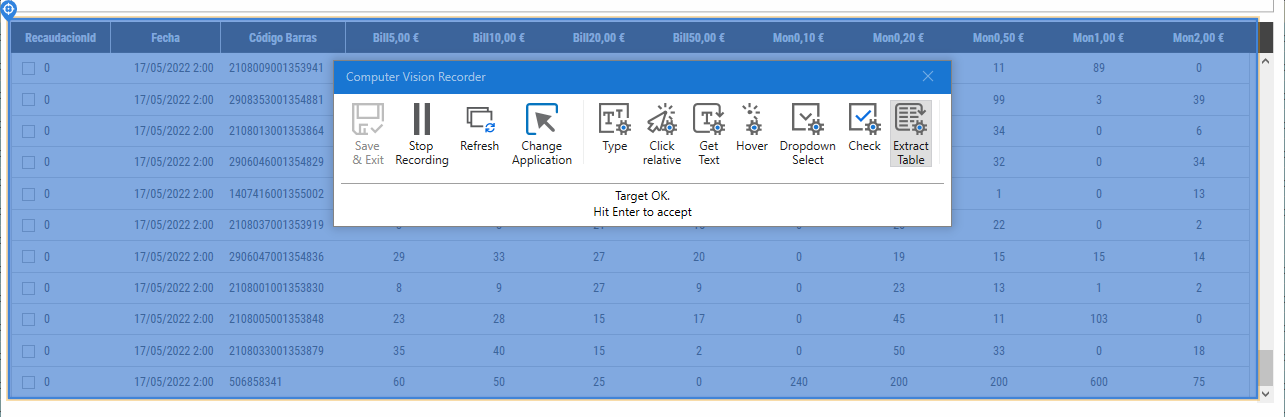 RecaudacionId Fecha Código Barras Bill5,00 € Bill10,00 € Bill20,00 € Bill50,00 € Mon0,10 € Mon0,20 € Mon0,50 € Mon1,00 € Mon2,00 €
0 17/05/2022 2:00 2108009001353941 11 89 0
Computer Vision Recorder
0 17/05/2022 2:00 2908353001354881 99 3 39
0 17/05/2022 2:00 2108013001353864 34 0 6
0 17/05/2022 2:00 2906046001354829 32 0 34
0 17/05/2022 2:00 1407416001355002 1 0 13
Save & Exit
Stop Recording
Refresh
Change Application
Type
Click relative
Get Text
Hover
Dropdown Select
Check
Extract Table
Target OK.
Hit Enter to accept
0 17/05/2022 2:00 2108037001353919 22 0 2
0 17/05/2022 2:00 2906047001354836 29 33 27 20 0 19 15 15 14
0 17/05/2022 2:00 2108001001353830 8 9 27 9 0 23 13 1 2
0 17/05/2022 2:00 2108005001353848 23 28 15 17 0 45 11 103 0
0 17/05/2022 2:00 2108033001353879 35 40 15 2 0 50 33 0 18
0 17/05/2022 2:00 506858341 60 50 25 0 240 200 200 600 75